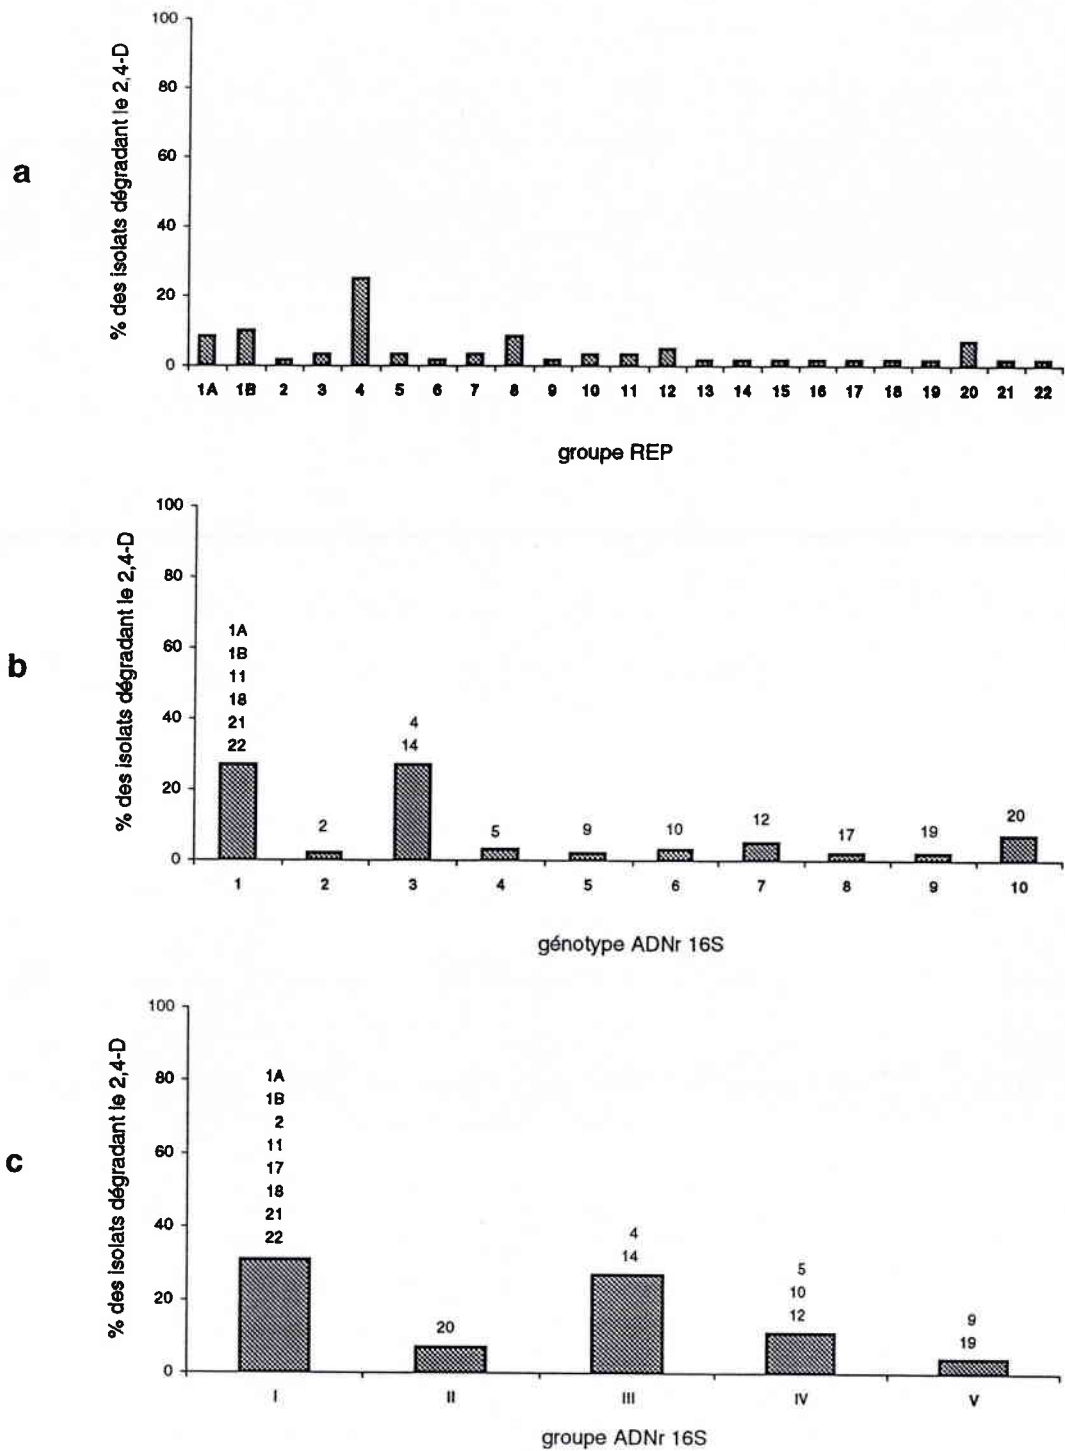 a
% des isolats dégradant le 2,4-D
100
80
60
40
20
0
1A 1B 2 3 4 5 6 7 8 9 10 11 12 13 14 15 16 17 18 19 20 21 22
groupe REP
b
% des isolats dégradant le 2,4-D
100
80
60
40
20
0
1A
1B
11
18
21
22
2
4
14
5
9
10
12
17
19
20
1 2 3 4 5 6 7 8 9 10
génotype ADNr 16S
c
% des isolats dégradant le 2,4-D
100
80
60
40
20
0
1A
1B
2
11
17
18
21
22
20
4
14
5
10
12
9
19
I II III IV V
groupe ADNr 16S